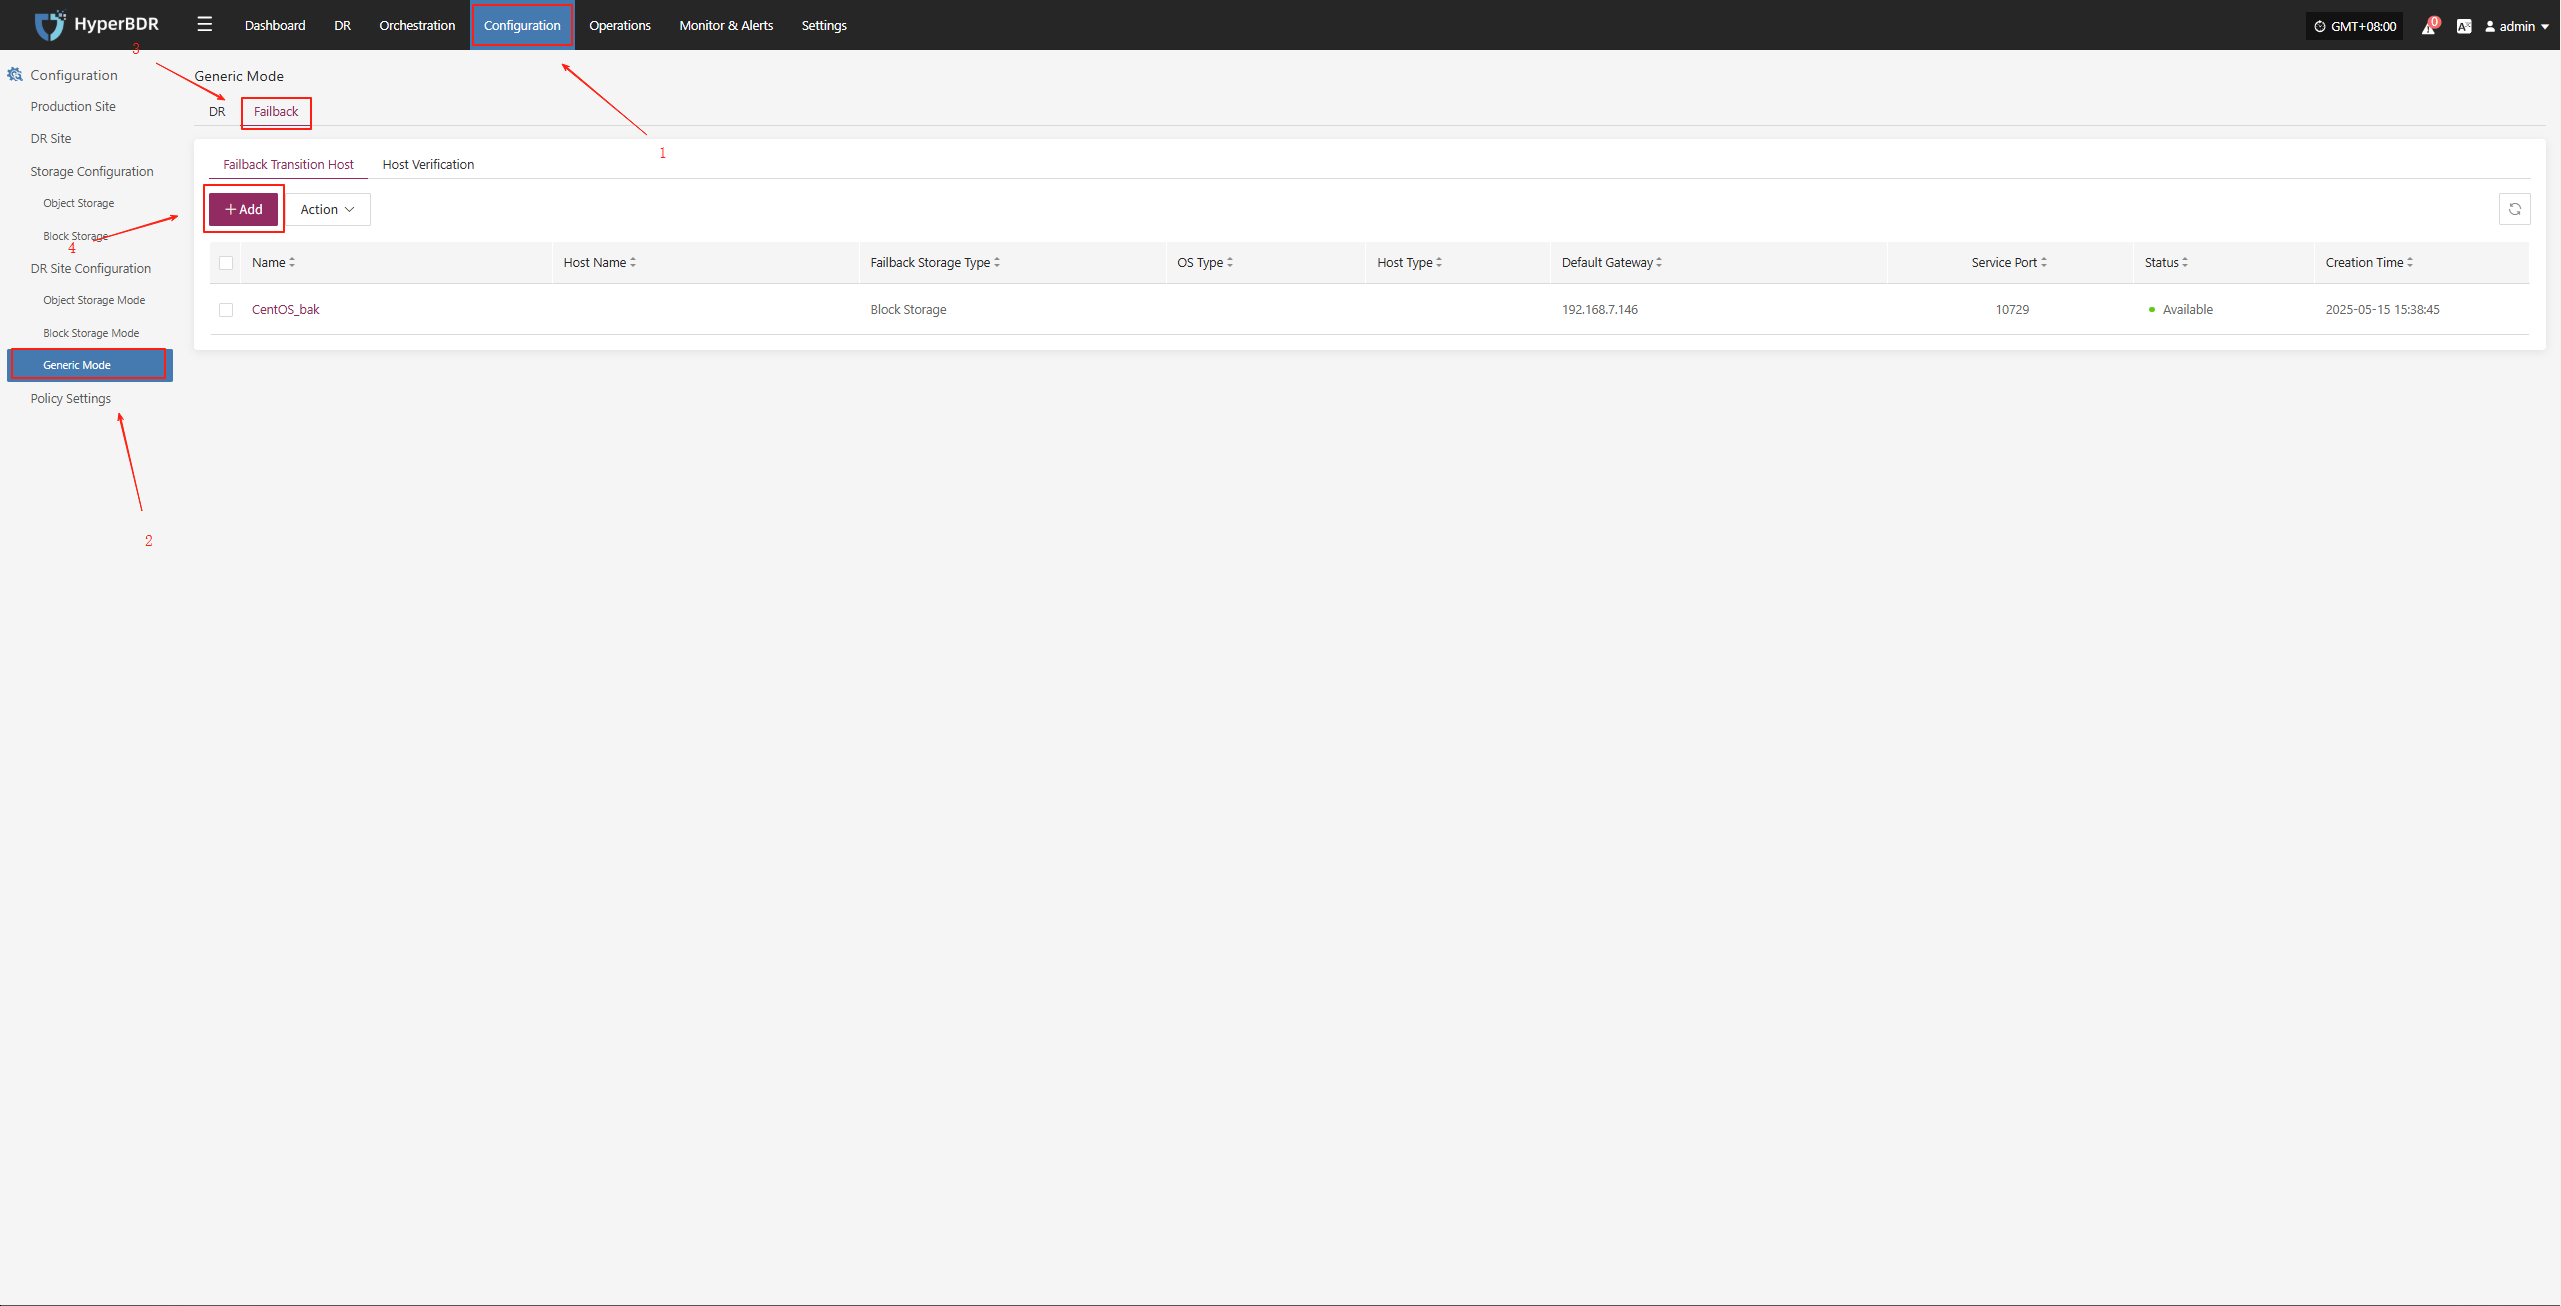 HyperBDR
Dashboard
DR
Orchestration
Configuration
Operations
Monitor & Alerts
Settings
GMT+08:00
0
admin
3
Configuration
Production Site
DR Site
Storage Configuration
Object Storage
Block Storage
4
DR Site Configuration
Object Storage Mode
Block Storage Mode
Generic Mode
Policy Settings
2
Generic Mode
DR
Failback
1
Failback Transition Host
Host Verification
+ Add
Action
Name
Host Name
Failback Storage Type
OS Type
Host Type
Default Gateway
Service Port
Status
Creation Time
CentOS_bak
Block Storage
192.168.7.146
10729
Available
2025-05-15 15:38:45